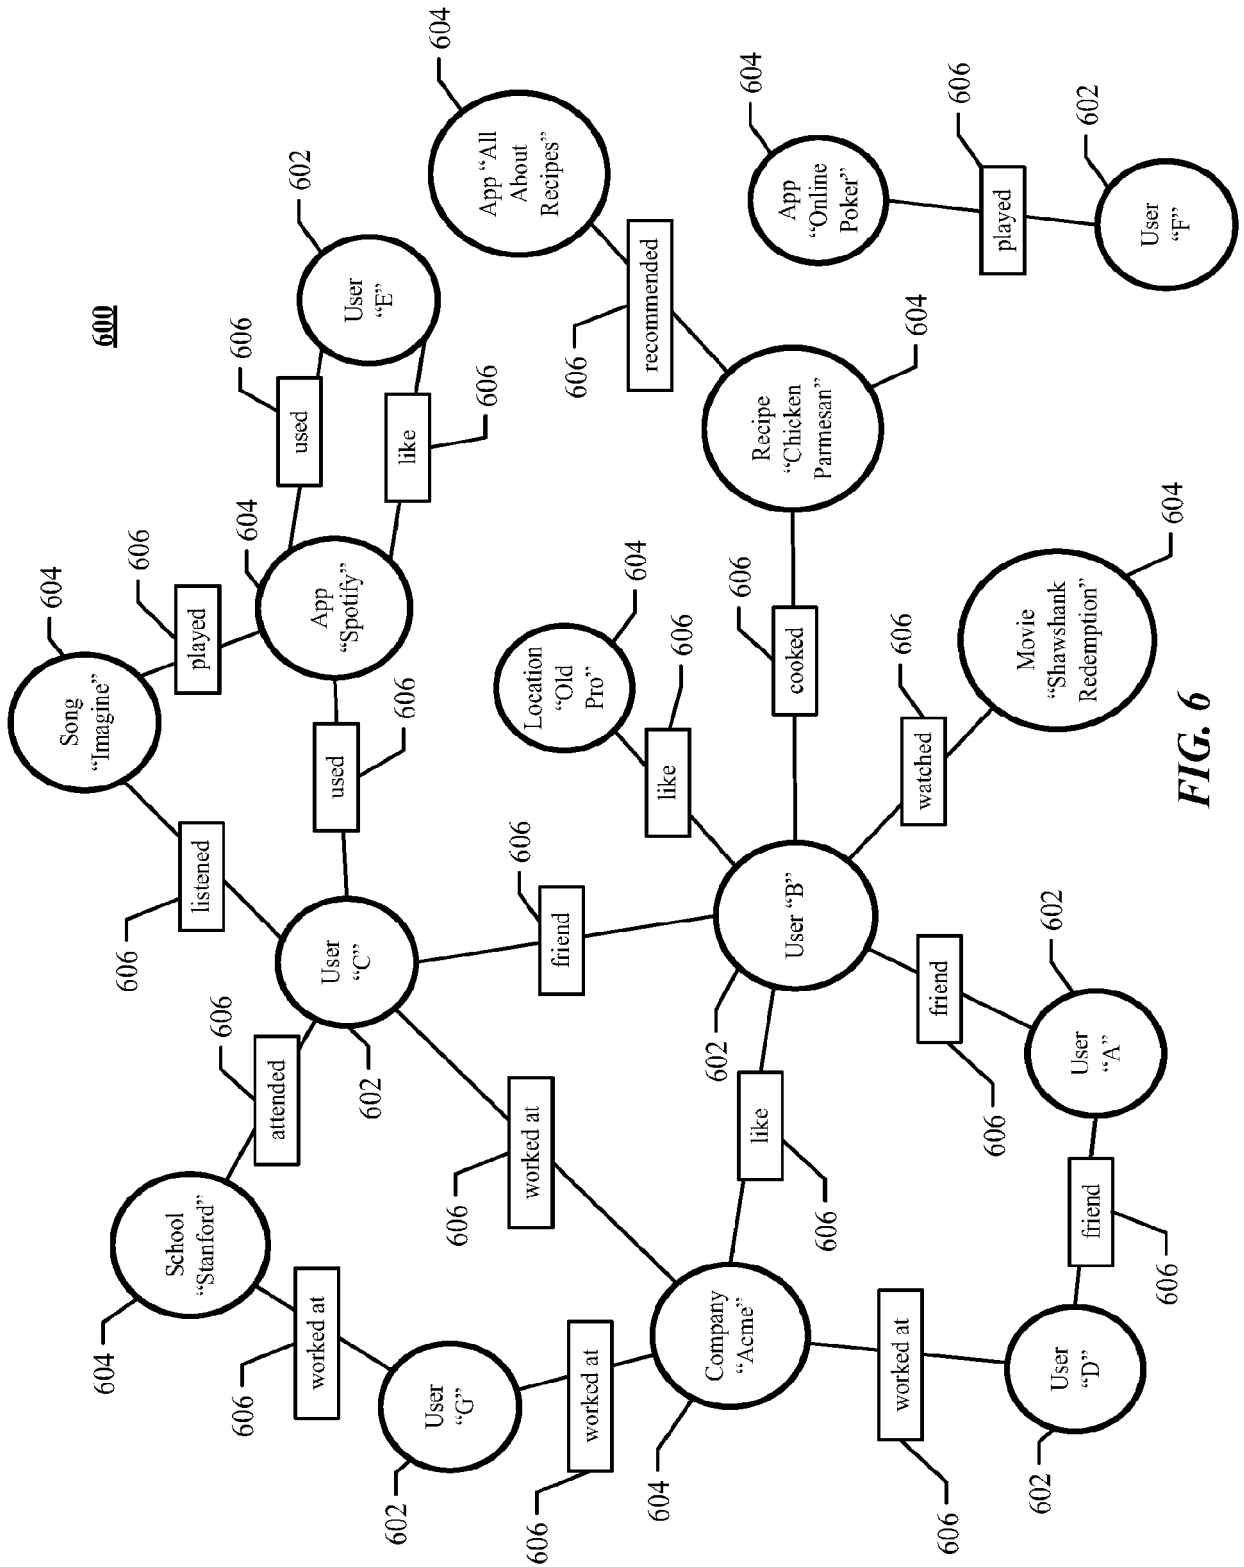 600
604
Song
“Imagine”
604
606
606
School
“Stanford”
listened
played
606
606
604
606
attended
602
worked at
used
User
“C”
used
App
“Spotify”
User
“E”
602
602
606
like
604
User
“G”
606
606
App “All
About
Recipes”
606
worked at
606
Location
“Old
Pro”
friend
606
worked at
604
recommended
604
like
606
Company
“Acme”
602
606
604
like
User “B”
cooked
Recipe
“Chicken
Parmesan”
App
“Online
Poker”
606
worked at
606
604
watched
friend
606
606
606
played
Movie
“Shawshank
Redemption”
602
602
User
“D”
User
“A”
friend
602
User
“F”
606
604
FIG. 6